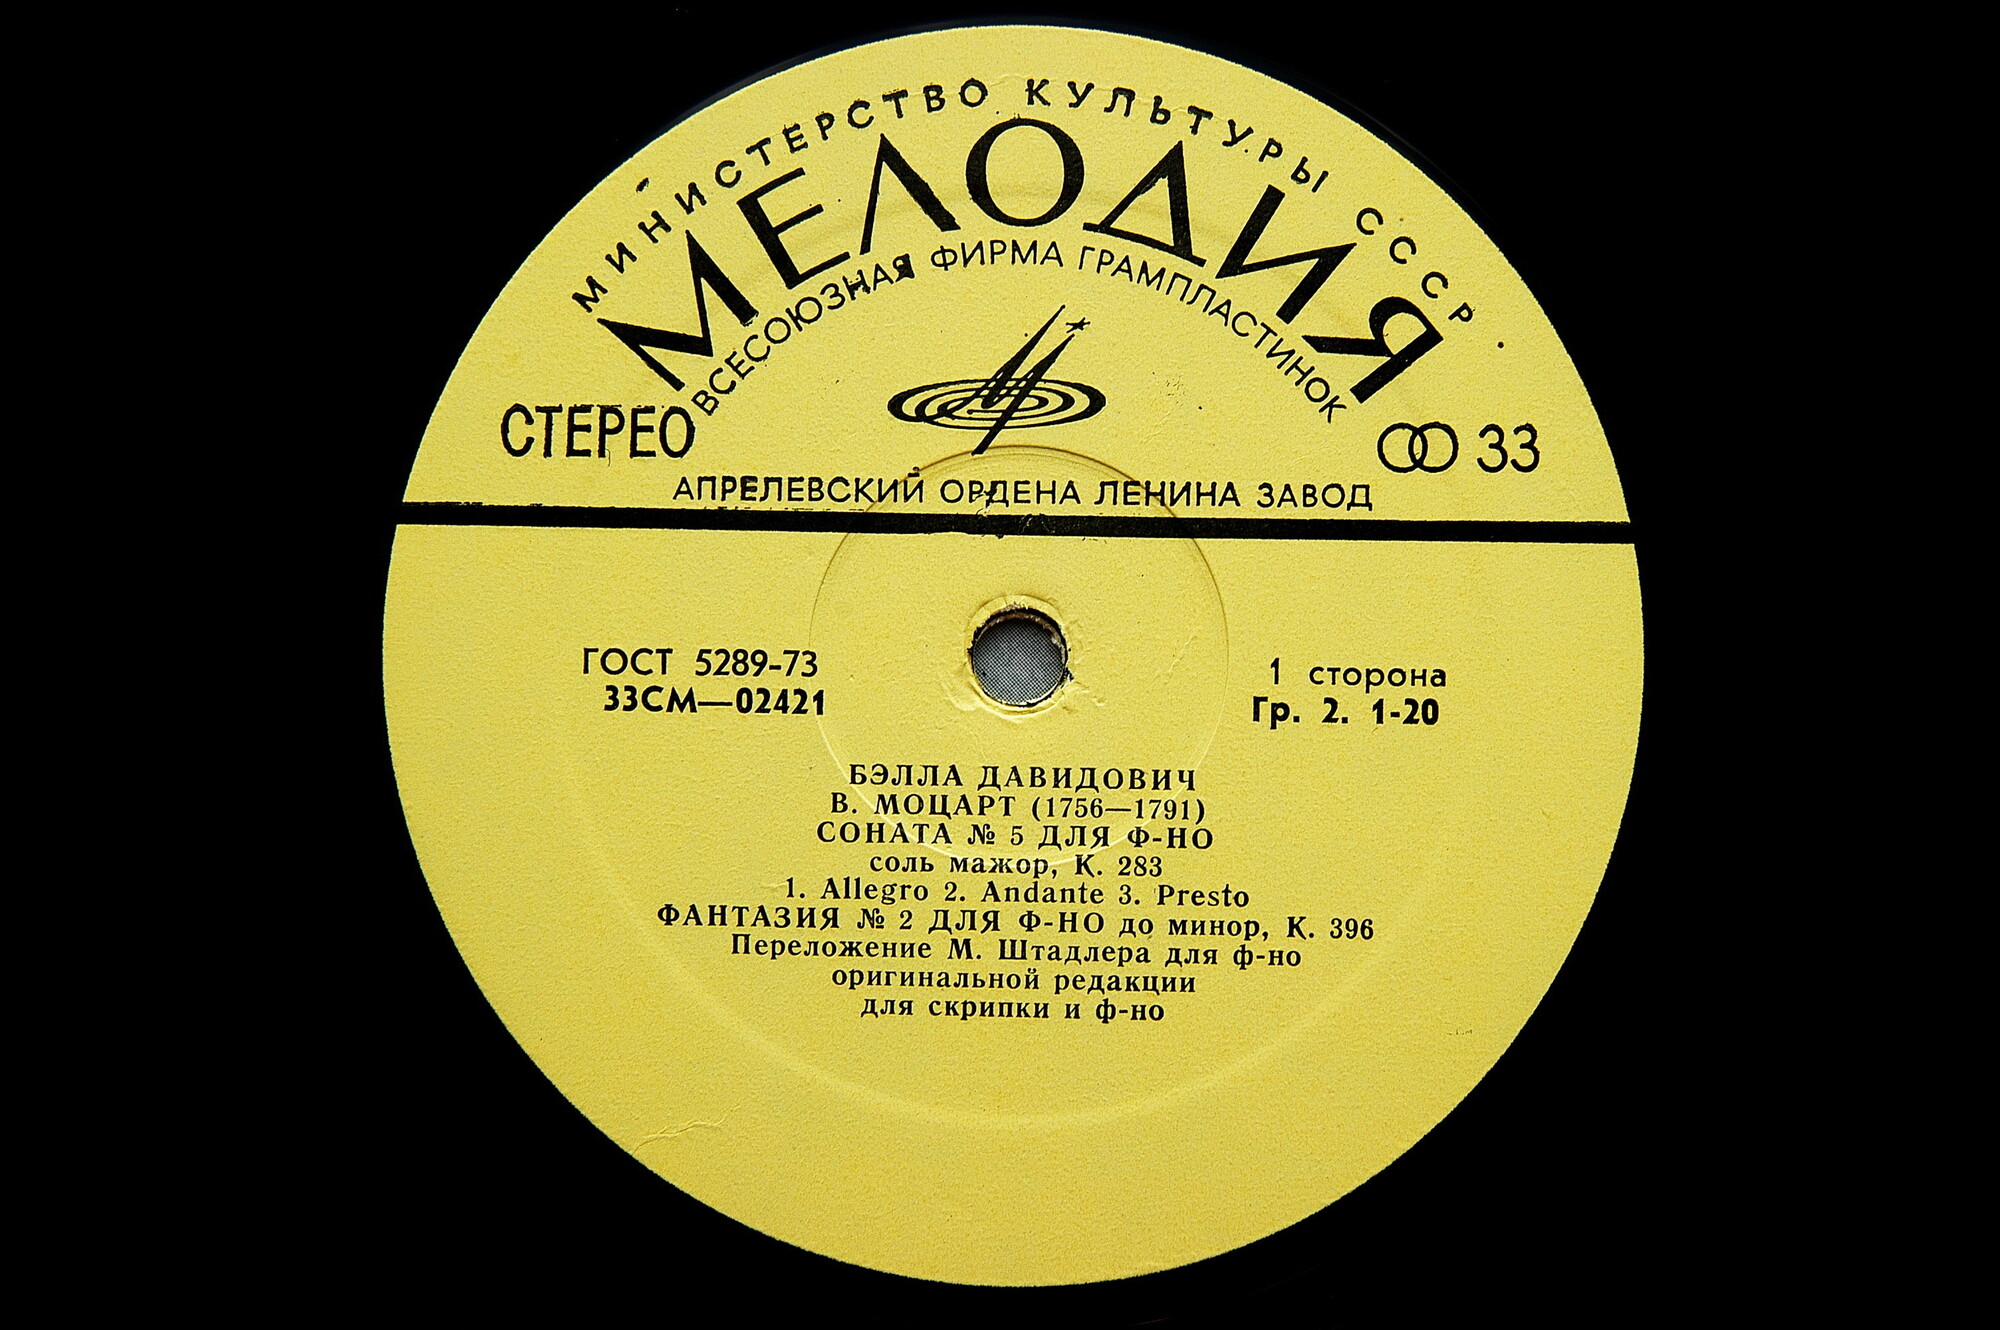 МИНИСТЕРСТВО КУЛЬТУРЫ СССР
МЕЛОДИЯ
ВСЕСОЮЗНАЯ ФИРМА ГРАМПЛАСТИНОК
СТЕРЕО
33
АПРЕЛЕВСКИЙ ОРДЕНА ЛЕНИНА ЗАВОД
ГОСТ 5289-73
33СМ—02421
1 сторона
Гр. 2. 1-20
БЭЛЛА ДАВИДОВИЧ
В. МОЦАРТ (1756—1791)
СОНАТА № 5 ДЛЯ Ф-НО
соль мажор, К. 283
1. Allegro 2. Andante 3. Presto
ФАНТАЗИЯ № 2 ДЛЯ Ф-НО до минор, К. 396
Переложение М. Штадлера для ф-но
оригинальной редакции
для скрипки и ф-но